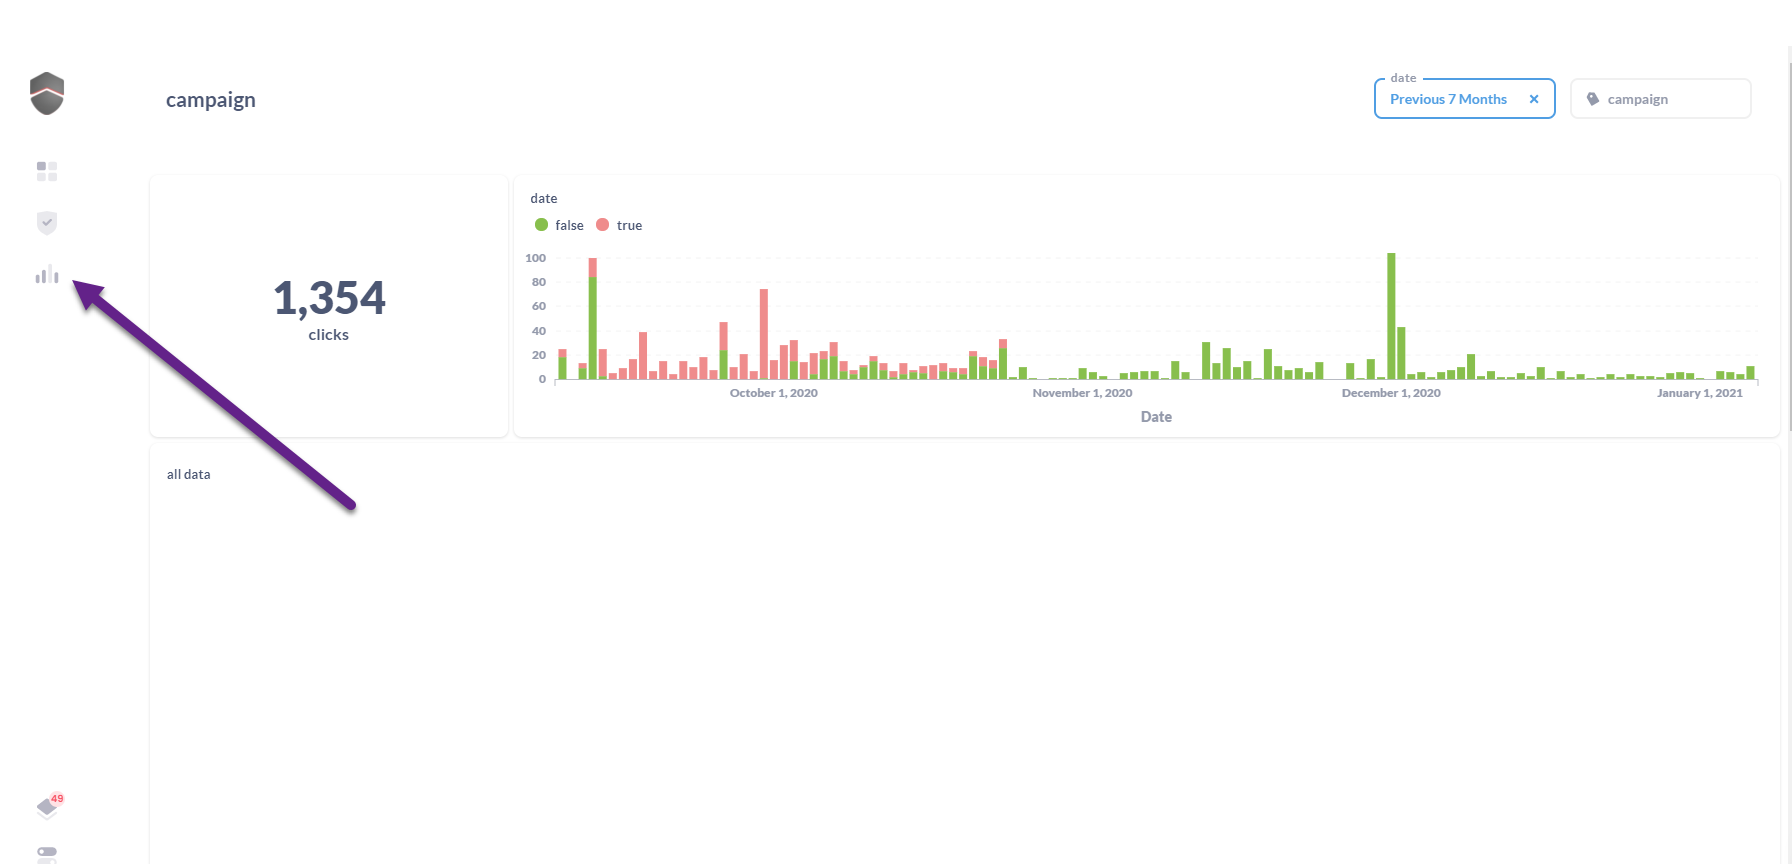 campaign
date
Previous 7 Months ×
campaign
1,354
clicks
date
false true
100
80
60
40
20
0
October 1, 2020 November 1, 2020 December 1, 2020 January 1, 2021
Date
all data
49